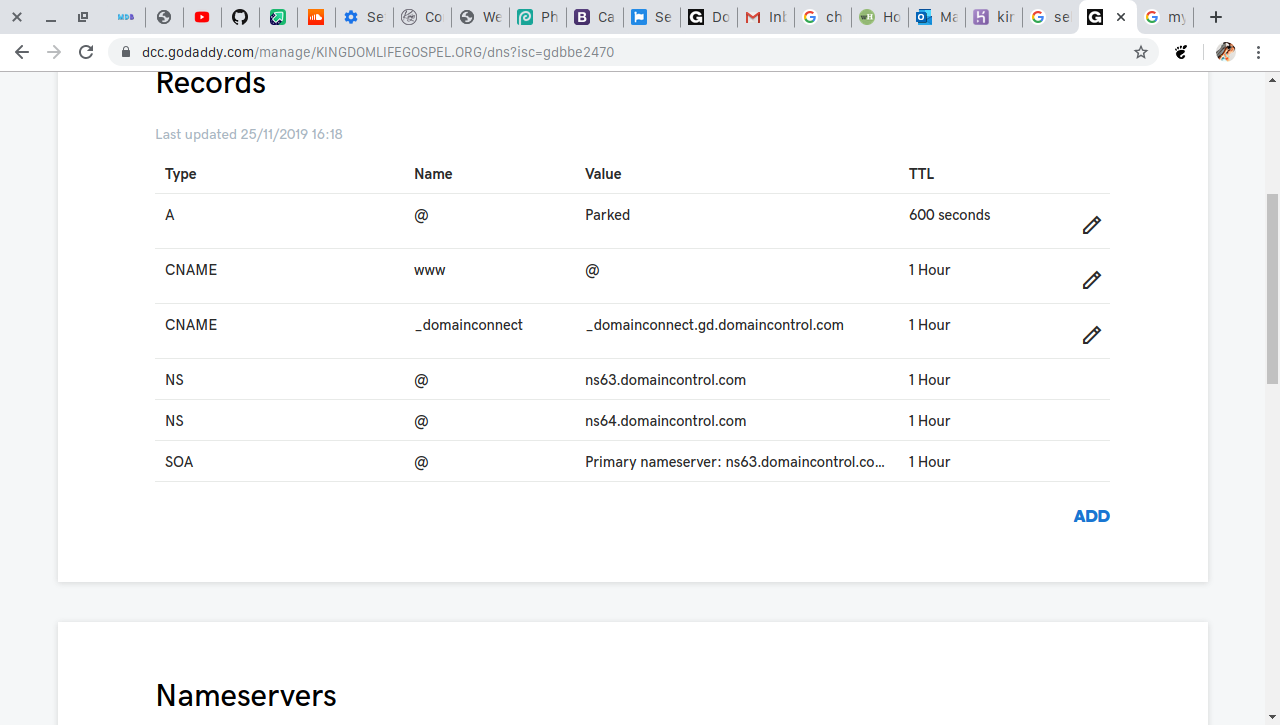 MDB Se Co We Ph Ca Se Do Inb ch Ho Ma kin sel my
dcc.godaddy.com/manage/KINGDOMLIFEGOSPEL.ORG/dns?isc=gdbbe2470
Records
Last updated 25/11/2019 16:18
Type Name Value TTL
A @ Parked 600 seconds
CNAME www @ 1 Hour
CNAME _domainconnect _domainconnect.gd.domaincontrol.com 1 Hour
NS @ ns63.domaincontrol.com 1 Hour
NS @ ns64.domaincontrol.com 1 Hour
SOA @ Primary nameserver: ns63.domaincontrol.co... 1 Hour
ADD
Nameservers